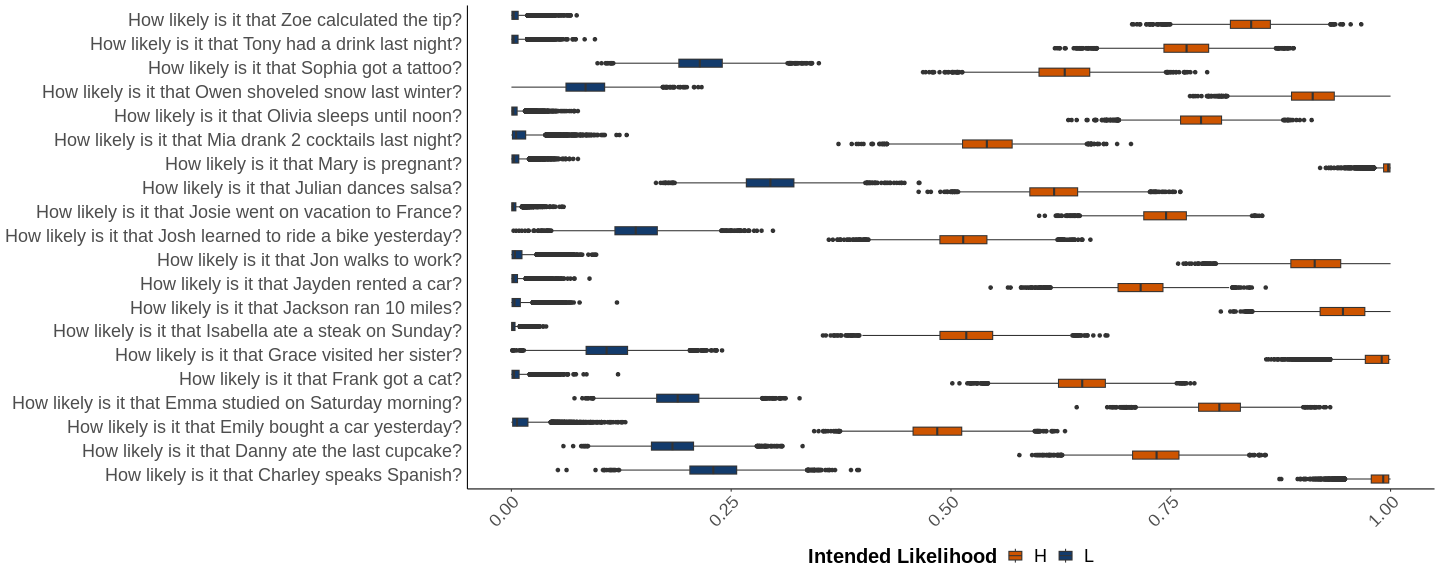 How likely is it that Zoe calculated the tip?
How likely is it that Tony had a drink last night?
How likely is it that Sophia got a tattoo?
How likely is it that Owen shoveled snow last winter?
How likely is it that Olivia sleeps until noon?
How likely is it that Mia drank 2 cocktails last night?
How likely is it that Mary is pregnant?
How likely is it that Julian dances salsa?
How likely is it that Josie went on vacation to France?
How likely is it that Josh learned to ride a bike yesterday?
How likely is it that Jon walks to work?
How likely is it that Jayden rented a car?
How likely is it that Jackson ran 10 miles?
How likely is it that Isabella ate a steak on Sunday?
How likely is it that Grace visited her sister?
How likely is it that Frank got a cat?
How likely is it that Emma studied on Saturday morning?
How likely is it that Emily bought a car yesterday?
How likely is it that Danny ate the last cupcake?
How likely is it that Charley speaks Spanish?
0.00 0.25 0.50 0.75 1.00
Intended Likelihood H L